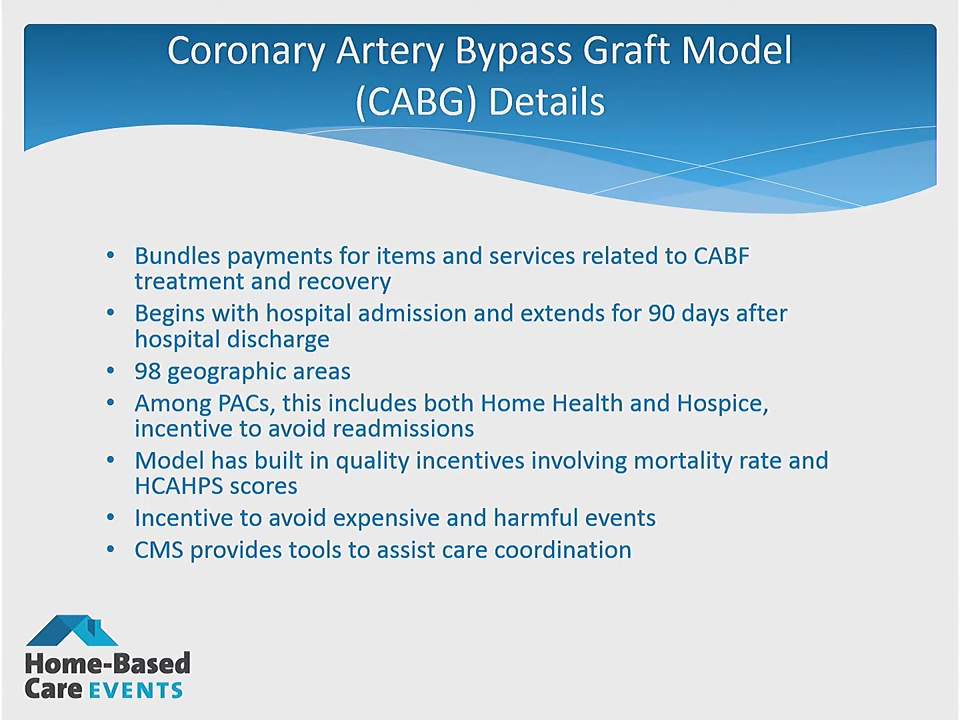 Coronary Artery Bypass Graft Model
(CABG) Details
• Bundles payments for items and services related to CABF
treatment and recovery
• Begins with hospital admission and extends for 90 days after
hospital discharge
• 98 geographic areas
• Among PACs, this includes both Home Health and Hospice,
incentive to avoid readmissions
• Model has built in quality incentives involving mortality rate and
HCAHPS scores
• Incentive to avoid expensive and harmful events
• CMS provides tools to assist care coordination
Home-Based
Care EVENTS